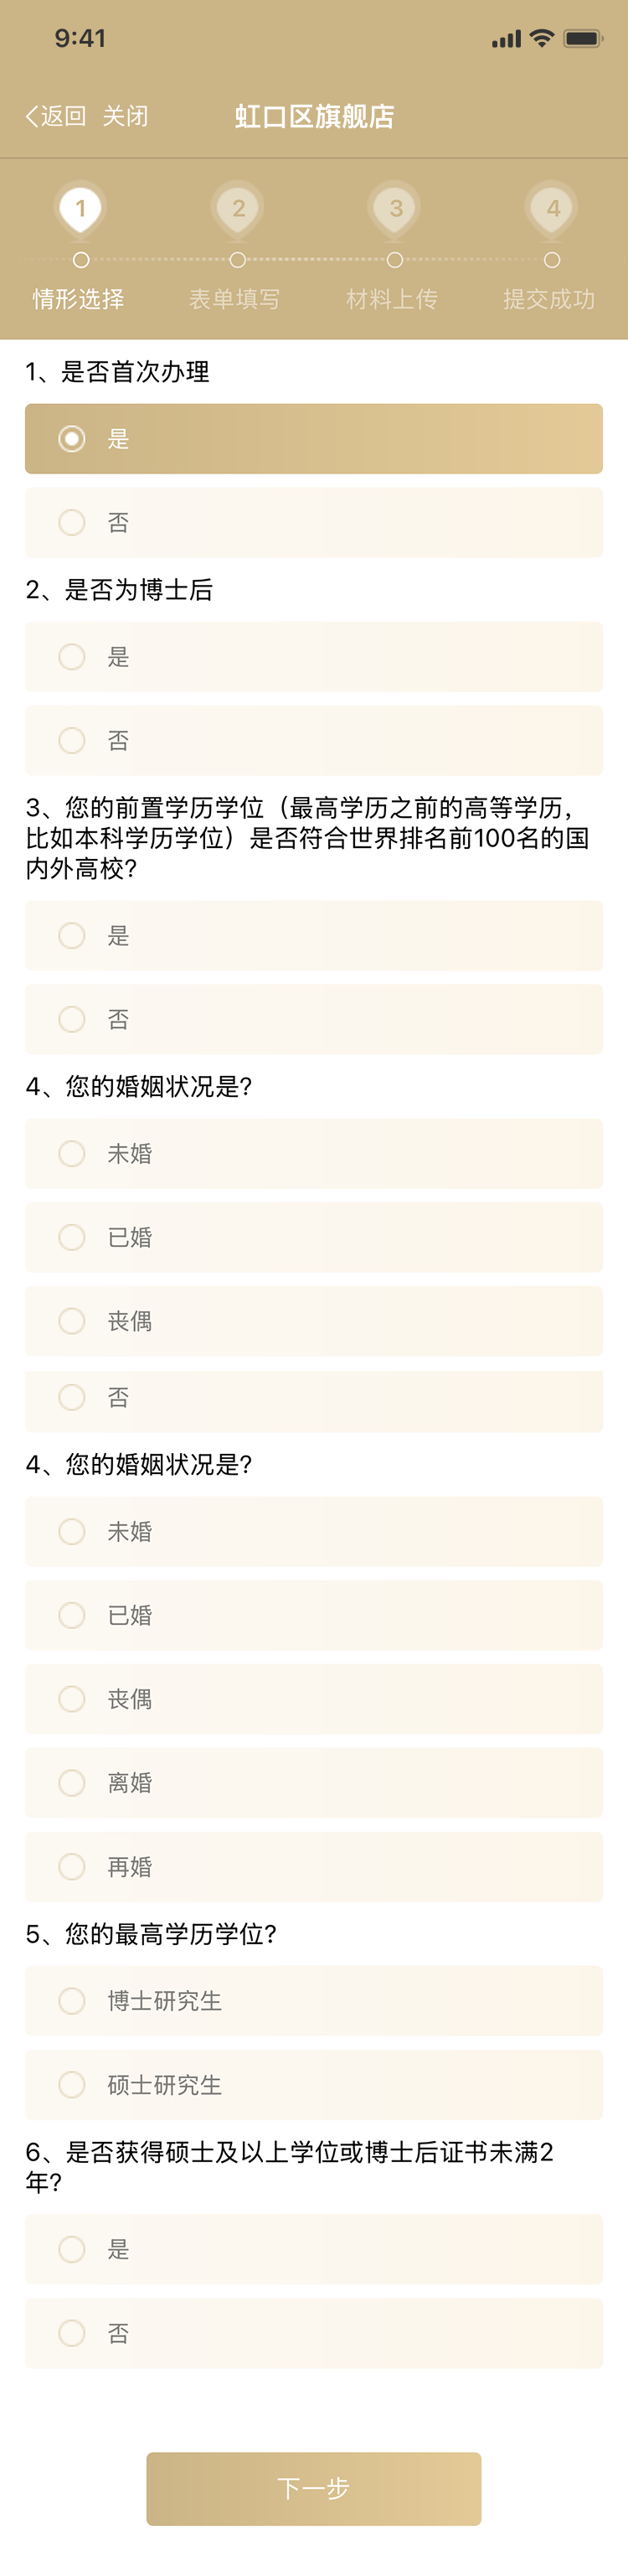 9:41
返回 关闭 虹口区旗舰店
1 2 3 4
情形选择 表单填写 材料上传 提交成功
1、是否首次办理
是
否
2、是否为博士后
是
否
3、您的前置学历学位（最高学历之前的高等学历，
比如本科学历学位）是否符合世界排名前100名的国
内外高校?
是
否
4、您的婚姻状况是?
未婚
已婚
丧偶
否
4、您的婚姻状况是?
未婚
已婚
丧偶
离婚
再婚
5、您的最高学历学位?
博士研究生
硕士研究生
6、是否获得硕士及以上学位或博士后证书未满2
年?
是
否
下一步